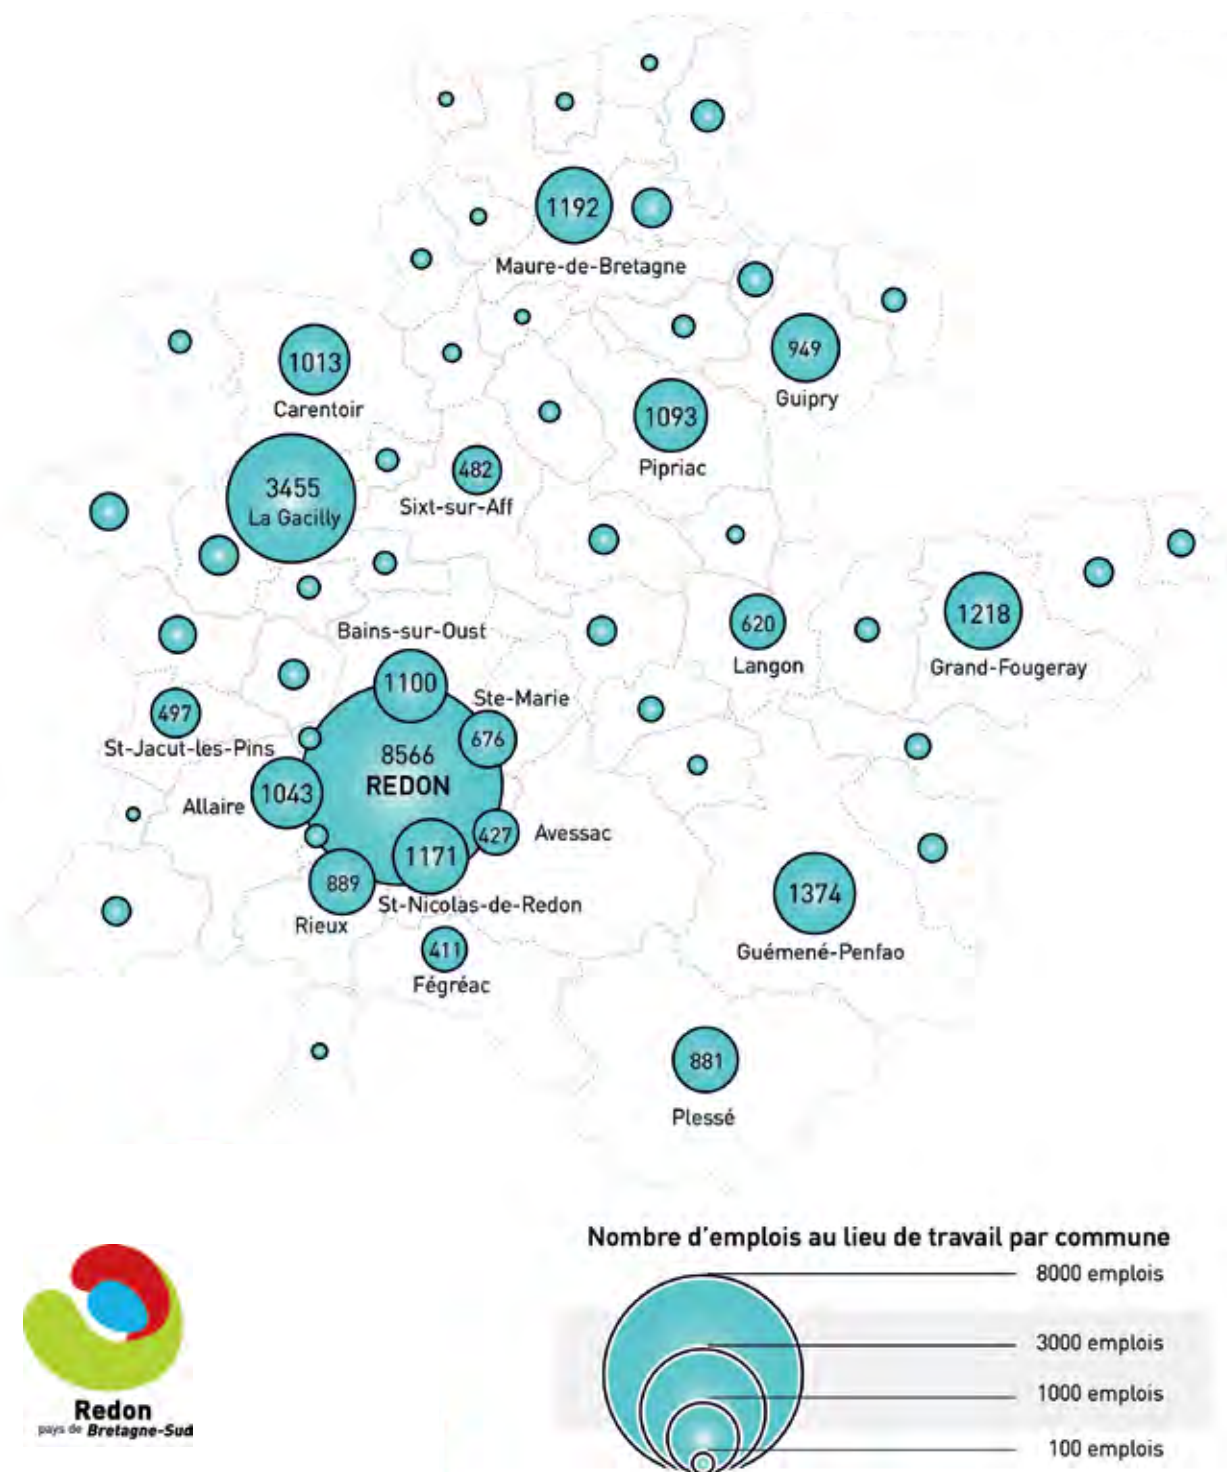 1192
Maure-de-Bretagne
1013
Carentoir
949
Guipry
1093
Pipriac
3455
La Gacilly
482
Sixt-sur-Aff
620
Langon
1218
Grand-Fougeray
Bains-sur-Oust
1100
Ste-Marie
676
497
St-Jacut-les-Pins
8566
REDON
1043
Allaire
427
Avessac
1171
St-Nicolas-de-Redon
889
Rieux
411
Fégréac
1374
Guémené-Penfao
881
Plessé
Nombre d'emplois au lieu de travail par commune
8000 emplois
3000 emplois
1000 emplois
100 emplois
Redon
pays de Bretagne-Sud